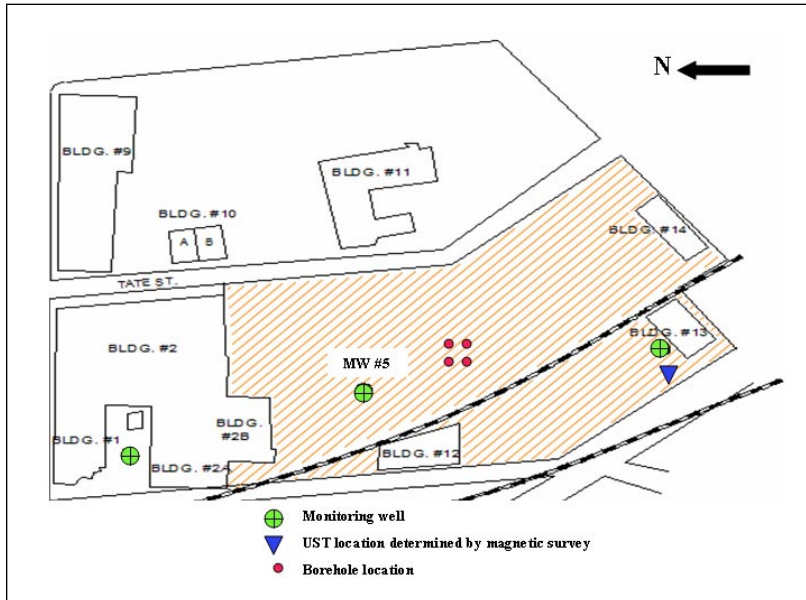 N
BLDG. #9
BLDG. #11
BLDG. #10
A B
BLDG. #14
TATE ST.
BLDG. #13
BLDG. #2
MW #5
BLDG.
#2B
BLDG. #1
BLDG. #2A
BLDG. #12
Monitoring well
UST location determined by magnetic survey
Borehole location